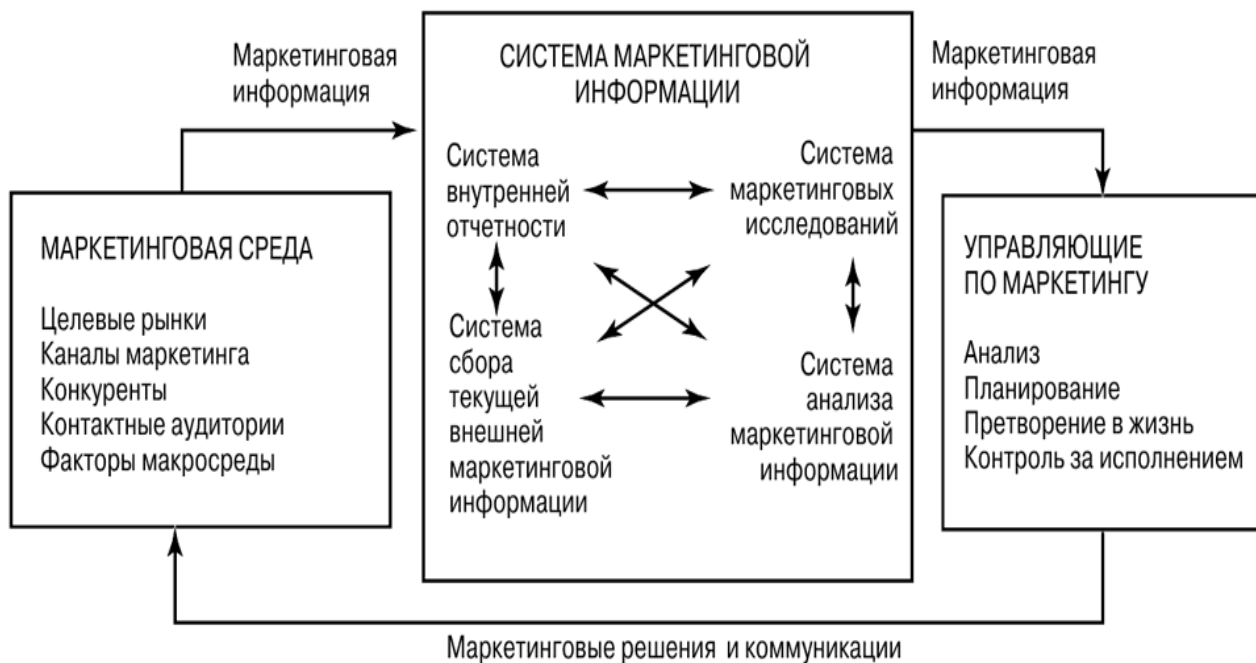 Маркетинговая
информация
СИСТЕМА МАРКЕТИНГОВОЙ
ИНФОРМАЦИИ
Маркетинговая
информация
Система
внутренней
отчетности
Система
маркетинговых
исследований
МАРКЕТИНГОВАЯ СРЕДА
Целевые рынки
Каналы маркетинга
Конкуренты
Контактные аудитории
Факторы макросреды
Система
сбора
текущей
внешней
маркетинговой
информации
Система
анализа
маркетинговой
информации
УПРАВЛЯЮЩИЕ
ПО МАРКЕТИНГУ
Анализ
Планирование
Претворение в жизнь
Контроль за исполнением
Маркетинговые решения и коммуникации